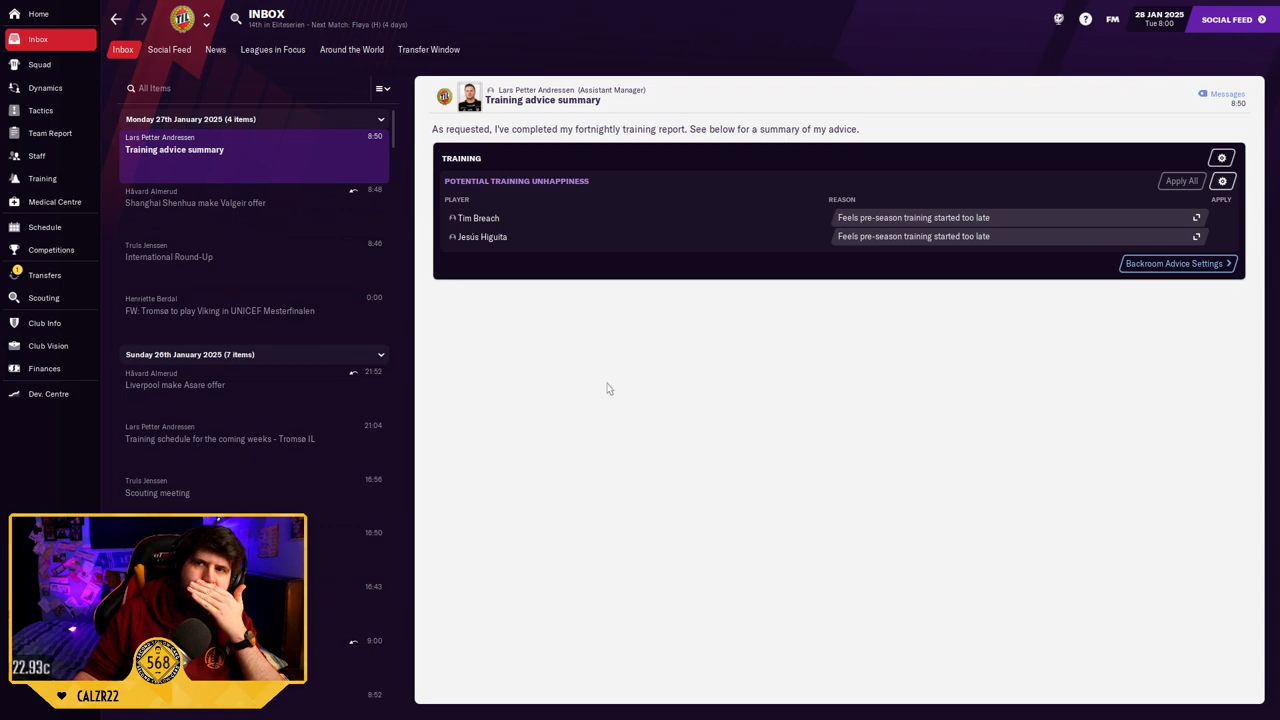 Home
Inbox
Squad
Dynamics
Tactics
Team Report
Staff
Training
Medical Centre
Schedule
Competitions
1
Transfers
Scouting
Club Info
Club Vision
Finances
Dev. Centre
TIL
INBOX
14th in Eliteserien - Next Match: Fløya (H) (4 days)
?
FM
28 JAN 2025
Tue 8:00
SOCIAL FEED
Inbox
Social Feed
News
Leagues in Focus
Around the World
Transfer Window
All Items
Monday 27th January 2025 (4 items)
Lars Petter Andressen
8:50
Training advice summary
Håvard Almerud
8:48
Shanghai Shenhua make Valgeir offer
Truls Jenssen
8:46
International Round-Up
Henriette Berdal
0:00
FW: Tromsø to play Viking in UNICEF Mesterfinalen
Sunday 26th January 2025 (7 items)
Håvard Almerud
21:52
Liverpool make Asare offer
Lars Petter Andressen
21:04
Training schedule for the coming weeks - Tromsø IL
Truls Jenssen
16:56
Scouting meeting
16:50
16:43
9:00
8:52
Lars Petter Andressen (Assistant Manager)
Training advice summary
Messages
8:50
As requested, I've completed my fortnightly training report. See below for a summary of my advice.
TRAINING
POTENTIAL TRAINING UNHAPPINESS
Apply All
PLAYER
REASON
APPLY
Tim Breach
Feels pre-season training started too late
Jesús Higuita
Feels pre-season training started too late
Backroom Advice Settings
22.93c
568
CALZR22